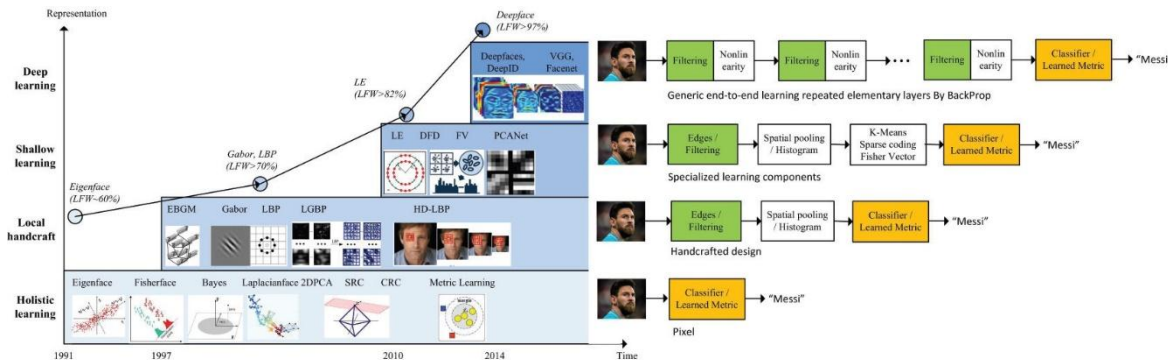 Representation
Deepface
(LFW>97%)
Deep
learning
Deepfaces,
DeepID
VGG,
Facenet
LE
(LFW>82%)
Shallow
learning
LE DFD FV PCANet
Gabor, LBP
(LFW>70%)
Eigenface
(LFW~60%)
Local
handcraft
EBGM Gabor LBP LGBP HD-LBP
Holistic
learning
Eigenface Fisherface Bayes Laplacianface 2DPCA SRC CRC Metric Learning
1991 1997 2010 2014 Time
Filtering
Nonlin
earity
Filtering
Nonlin
earity
Filtering
Nonlin
earity
Classifier /
Learned Metric
"Messi
Generic end-to-end learning repeated elementary layers By BackProp
Edges /
Filtering
Spatial pooling
/ Histogram
K-Means
Sparse coding
Fisher Vector
Classifier /
Learned Metric
"Messi"
Specialized learning components
Edges /
Filtering
Spatial pooling
/ Histogram
Classifier /
Learned Metric
"Messi"
Handcrafted design
Classifier /
Learned Metric
"Messi"
Pixel